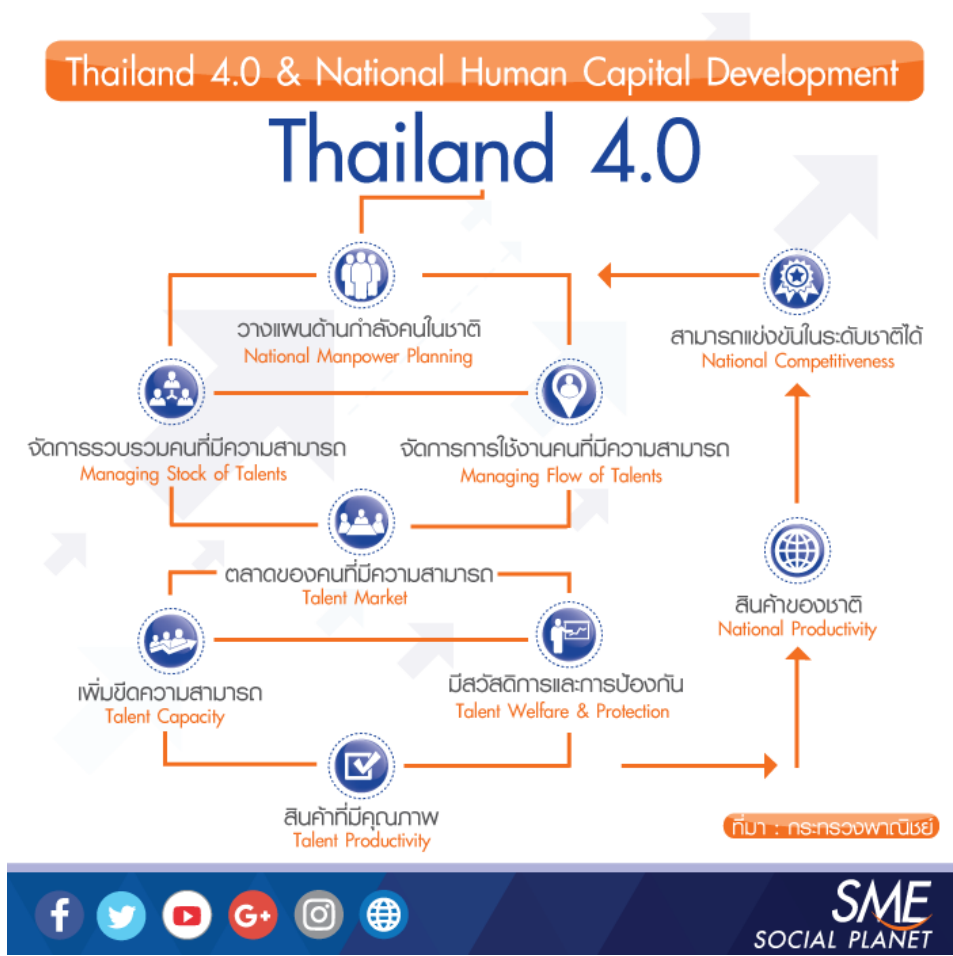 Thailand 4.0 & National Human Capital Development
Thailand 4.0
วางแผนด้านกำลังคนในชาติ
National Manpower Planning
สามารถแข่งขันในระดับชาติได้
National Competitiveness
จัดการรวบรวมคนที่มีความสามารถ
Managing Stock of Talents
จัดการการใช้งานคนที่มีความสามารถ
Managing Flow of Talents
ตลาดของคนที่มีความสามารถ
Talent Market
สินค้าของชาติ
National Productivity
เพิ่มขีดความสามารถ
Talent Capacity
มีสวัสดิการและการป้องกัน
Talent Welfare & Protection
สินค้าที่มีคุณภาพ
Talent Productivity
ที่มา : กระทรวงพาณิชย์
f
G+
SME
SOCIAL PLANET